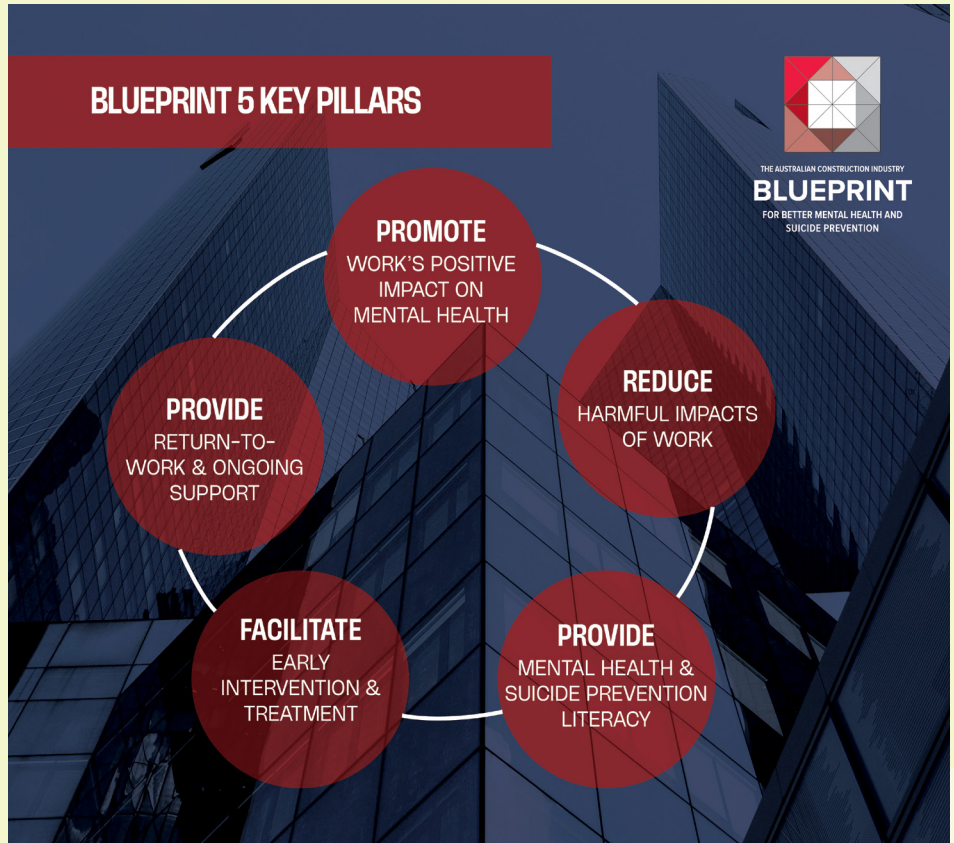 BLUEPRINT 5 KEY PILLARS
THE AUSTRALIAN CONSTRUCTION INDUSTRY
BLUEPRINT
FOR BETTER MENTAL HEALTH AND
SUICIDE PREVENTION
PROMOTE
WORK'S POSITIVE
IMPACT ON
MENTAL HEALTH
REDUCE
HARMFUL IMPACTS
OF WORK
PROVIDE
MENTAL HEALTH &
SUICIDE PREVENTION
LITERACY
FACILITATE
EARLY
INTERVENTION &
TREATMENT
PROVIDE
RETURN-TO-
WORK & ONGOING
SUPPORT